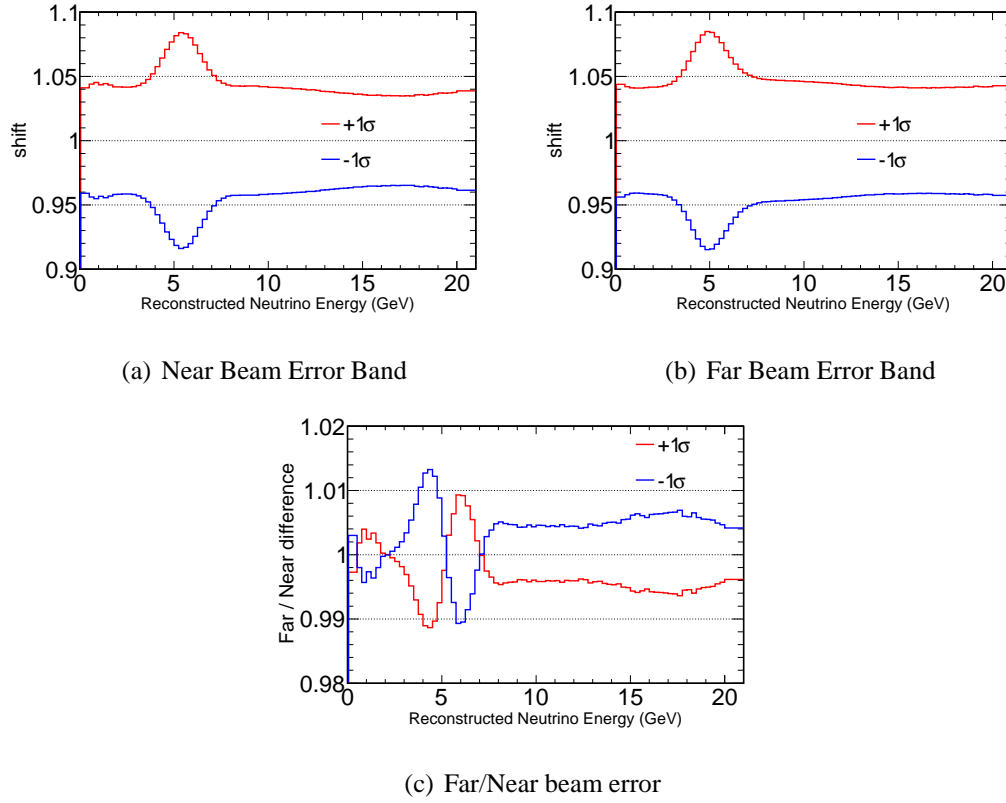 1.1
1.05
1
0.95
0.9
shift
+1σ
-1σ
0 5 10 15 20
Reconstructed Neutrino Energy (GeV)
(a) Near Beam Error Band
1.1
1.05
1
0.95
0.9
shift
+1σ
-1σ
0 5 10 15 20
Reconstructed Neutrino Energy (GeV)
(b) Far Beam Error Band
1.02
1.01
1
0.99
0.98
Far / Near difference
+1σ
-1σ
0 5 10 15 20
Reconstructed Neutrino Energy (GeV)
(c) Far/Near beam error